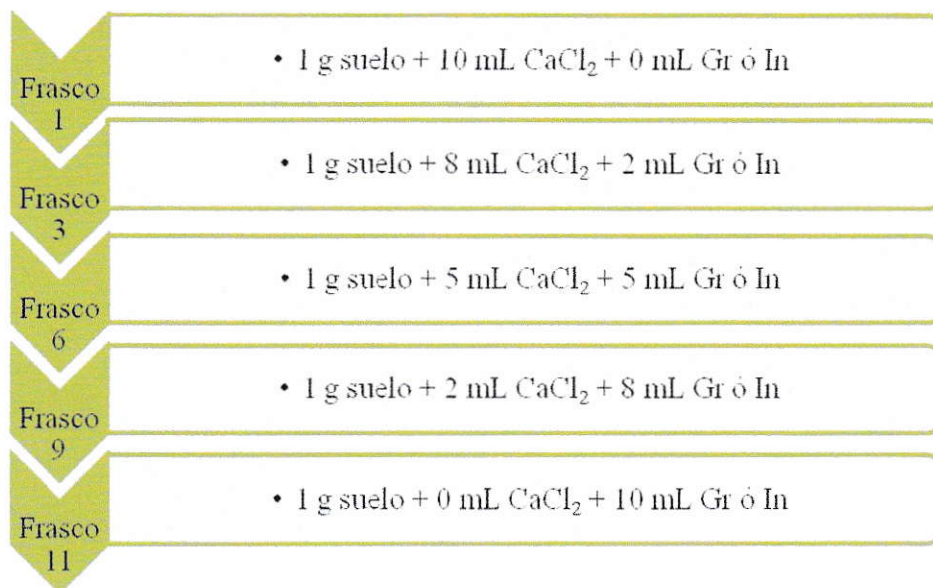 Frasco
1
• 1 g suelo + 10 mL CaCl₂ + 0 mL Gr ó In
Frasco
3
• 1 g suelo + 8 mL CaCl₂ + 2 mL Gr ó In
Frasco
6
• 1 g suelo + 5 mL CaCl₂ + 5 mL Gr ó In
Frasco
9
• 1 g suelo + 2 mL CaCl₂ + 8 mL Gr ó In
Frasco
11
• 1 g suelo + 0 mL CaCl₂ + 10 mL Gr ó In